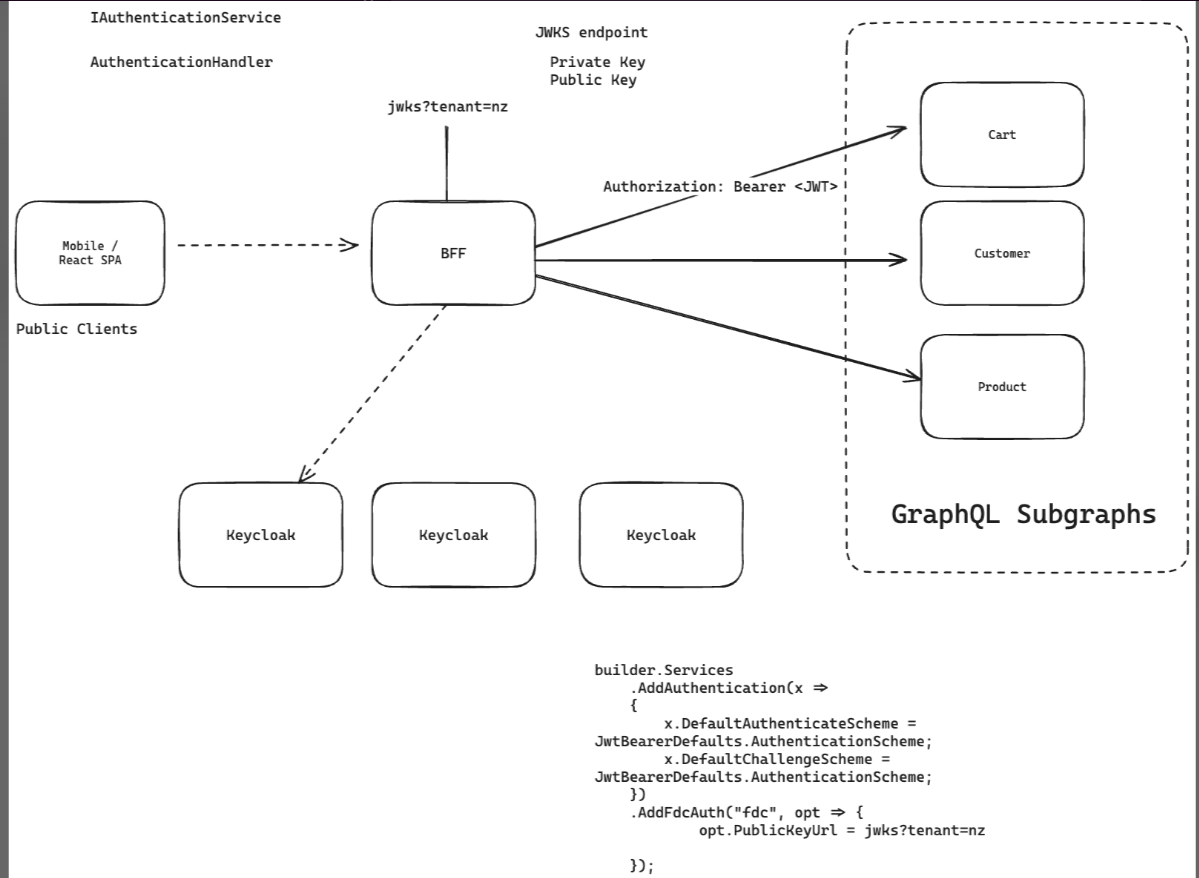 IAuthenticationService
JWKS endpoint
AuthenticationHandler
Private Key
Public Key
jwks?tenant=nz
Cart
Authorization: Bearer <JWT>
Mobile /
React SPA
BFF
Customer
Public Clients
Product
GraphQL Subgraphs
Keycloak
Keycloak
Keycloak
builder.Services
.AddAuthentication(x =>
{
x.DefaultAuthenticateScheme =
JwtBearerDefaults.AuthenticationScheme;
x.DefaultChallengeScheme =
JwtBearerDefaults.AuthenticationScheme;
})
.AddFdcAuth("fdc", opt => {
opt.PublicKeyUrl = jwks?tenant=nz
});